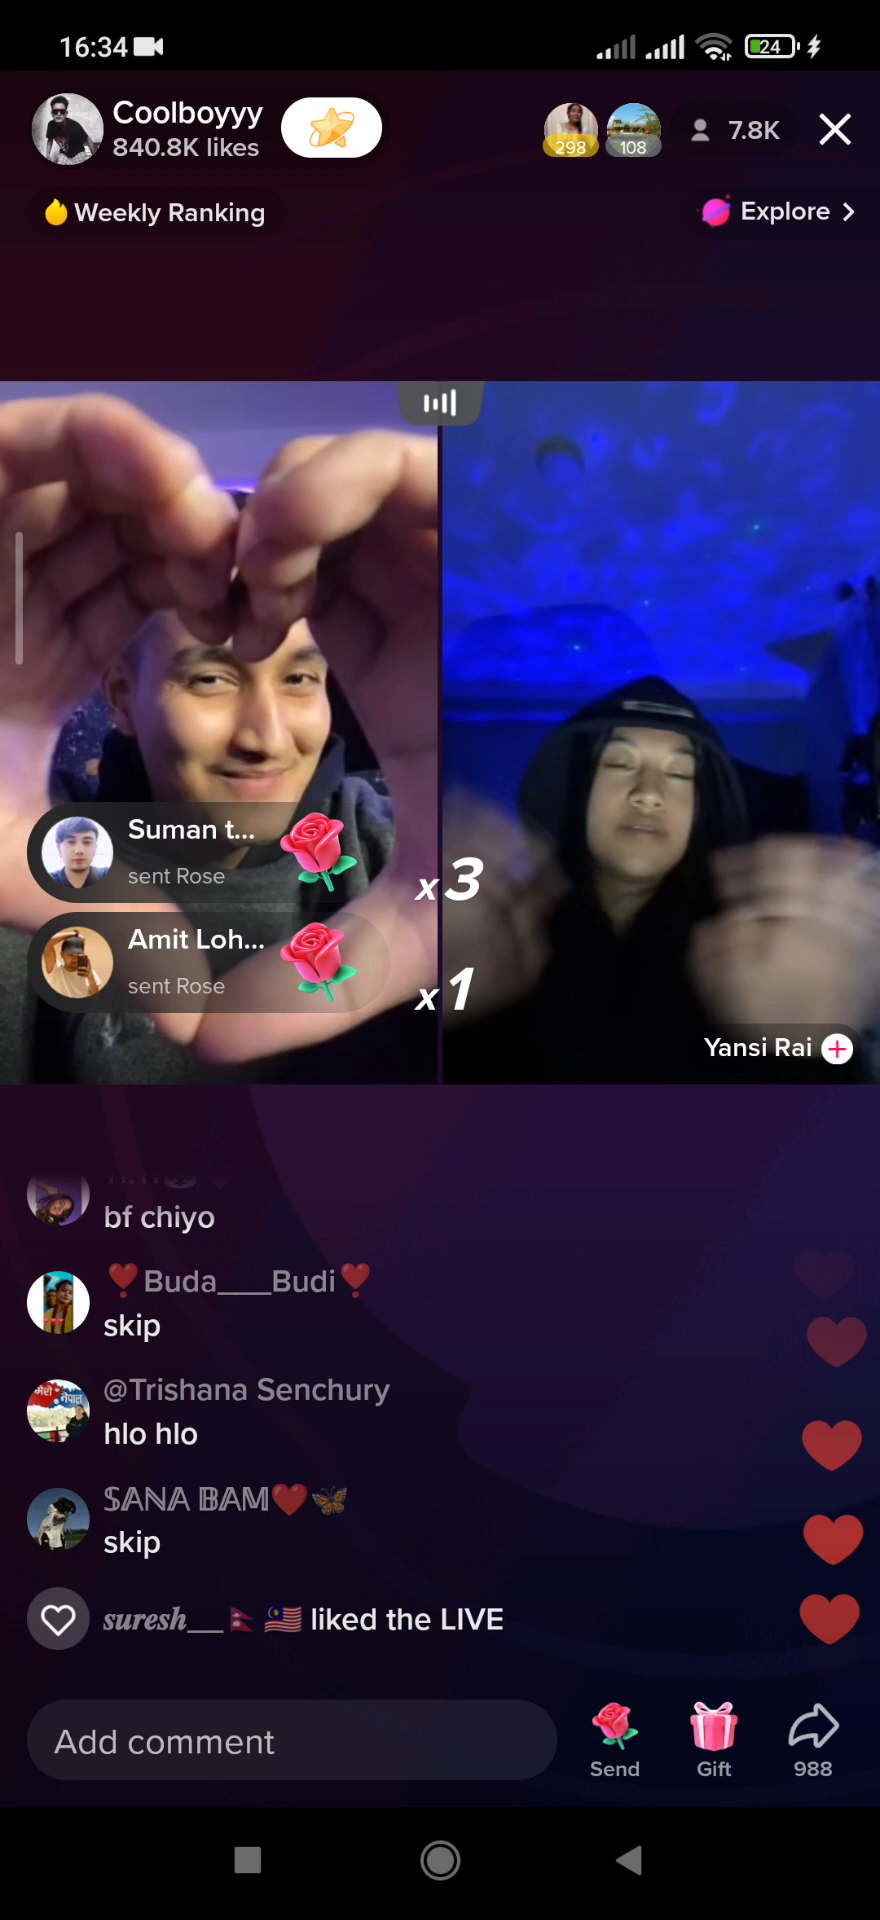 16:34
24
Coolboyyy
840.8K likes
298
108
7.8K
Weekly Ranking
Explore
Suman t...
sent Rose
x3
Amit Loh...
sent Rose
x1
Yansi Rai
bf chiyo
❣️Buda___Budi❣️
skip
@Trishana Senchury
hlo hlo
मेरो नेपाल
𝕊𝔸ℕ𝔸 𝔹𝔸𝕄❤️🦋
skip
𝒔𝒖𝒓𝒆𝒔𝒉__🇳🇵 🇲🇾 liked the LIVE
Add comment
Send
Gift
988